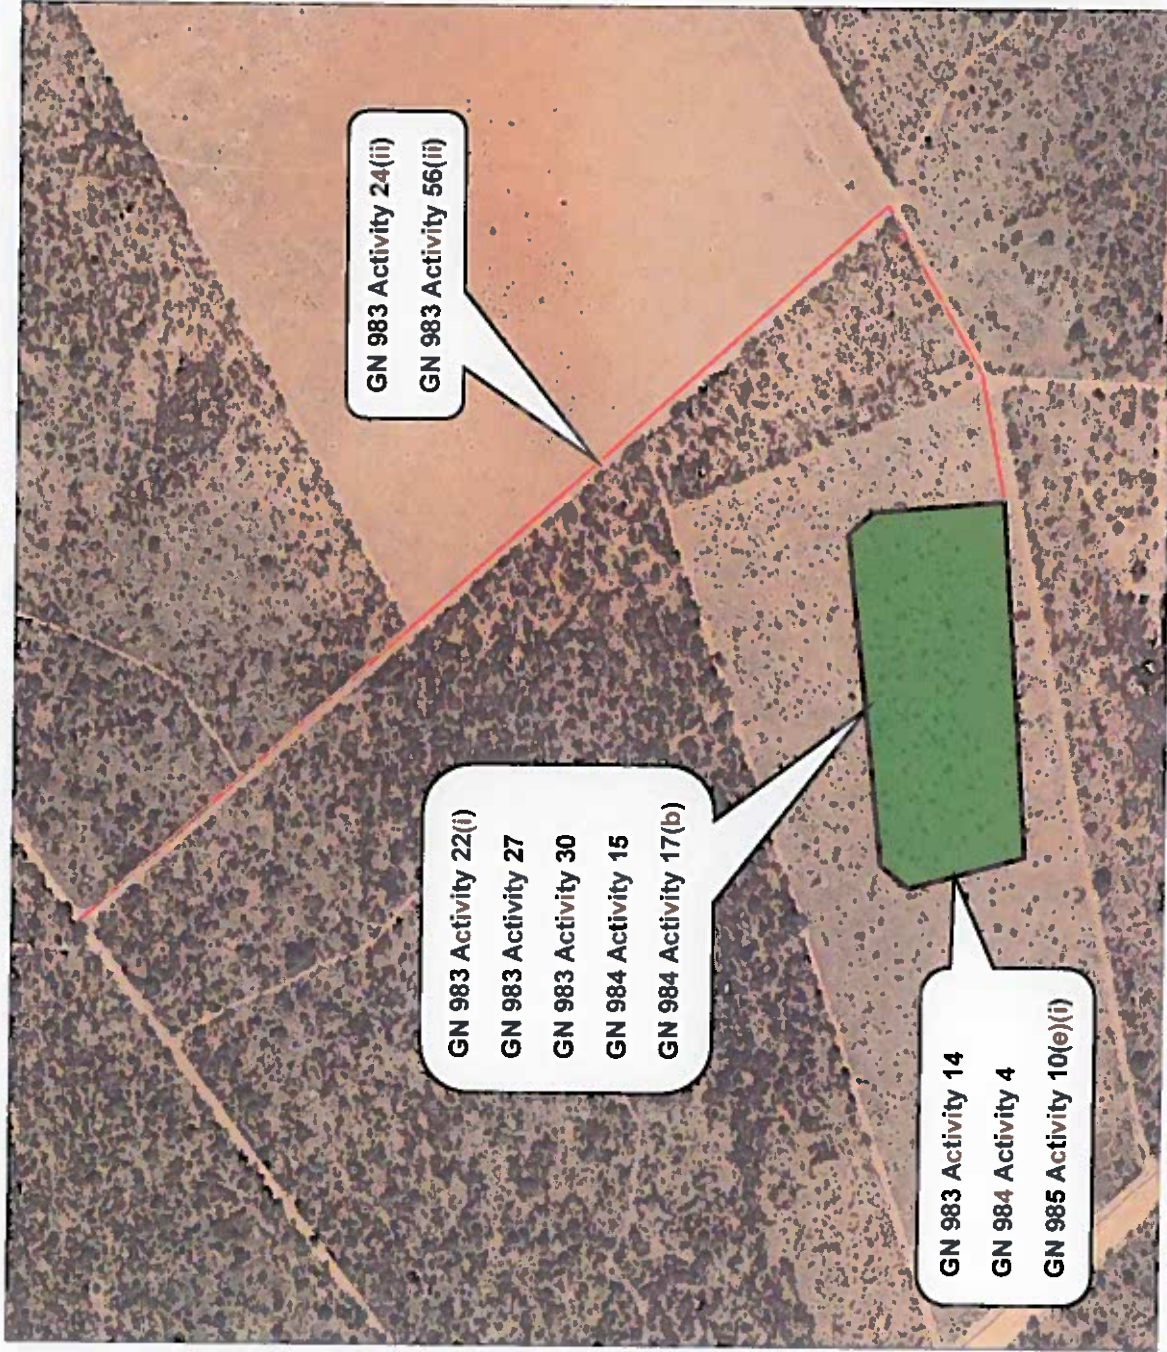 GN 983 Activity 24(ii)
GN 983 Activity 56(ii)
GN 983 Activity 22(i)
GN 983 Activity 27
GN 983 Activity 30
GN 984 Activity 15
GN 984 Activity 17(b)
GN 983 Activity 14
GN 984 Activity 4
GN 985 Activity 10(e)(i)